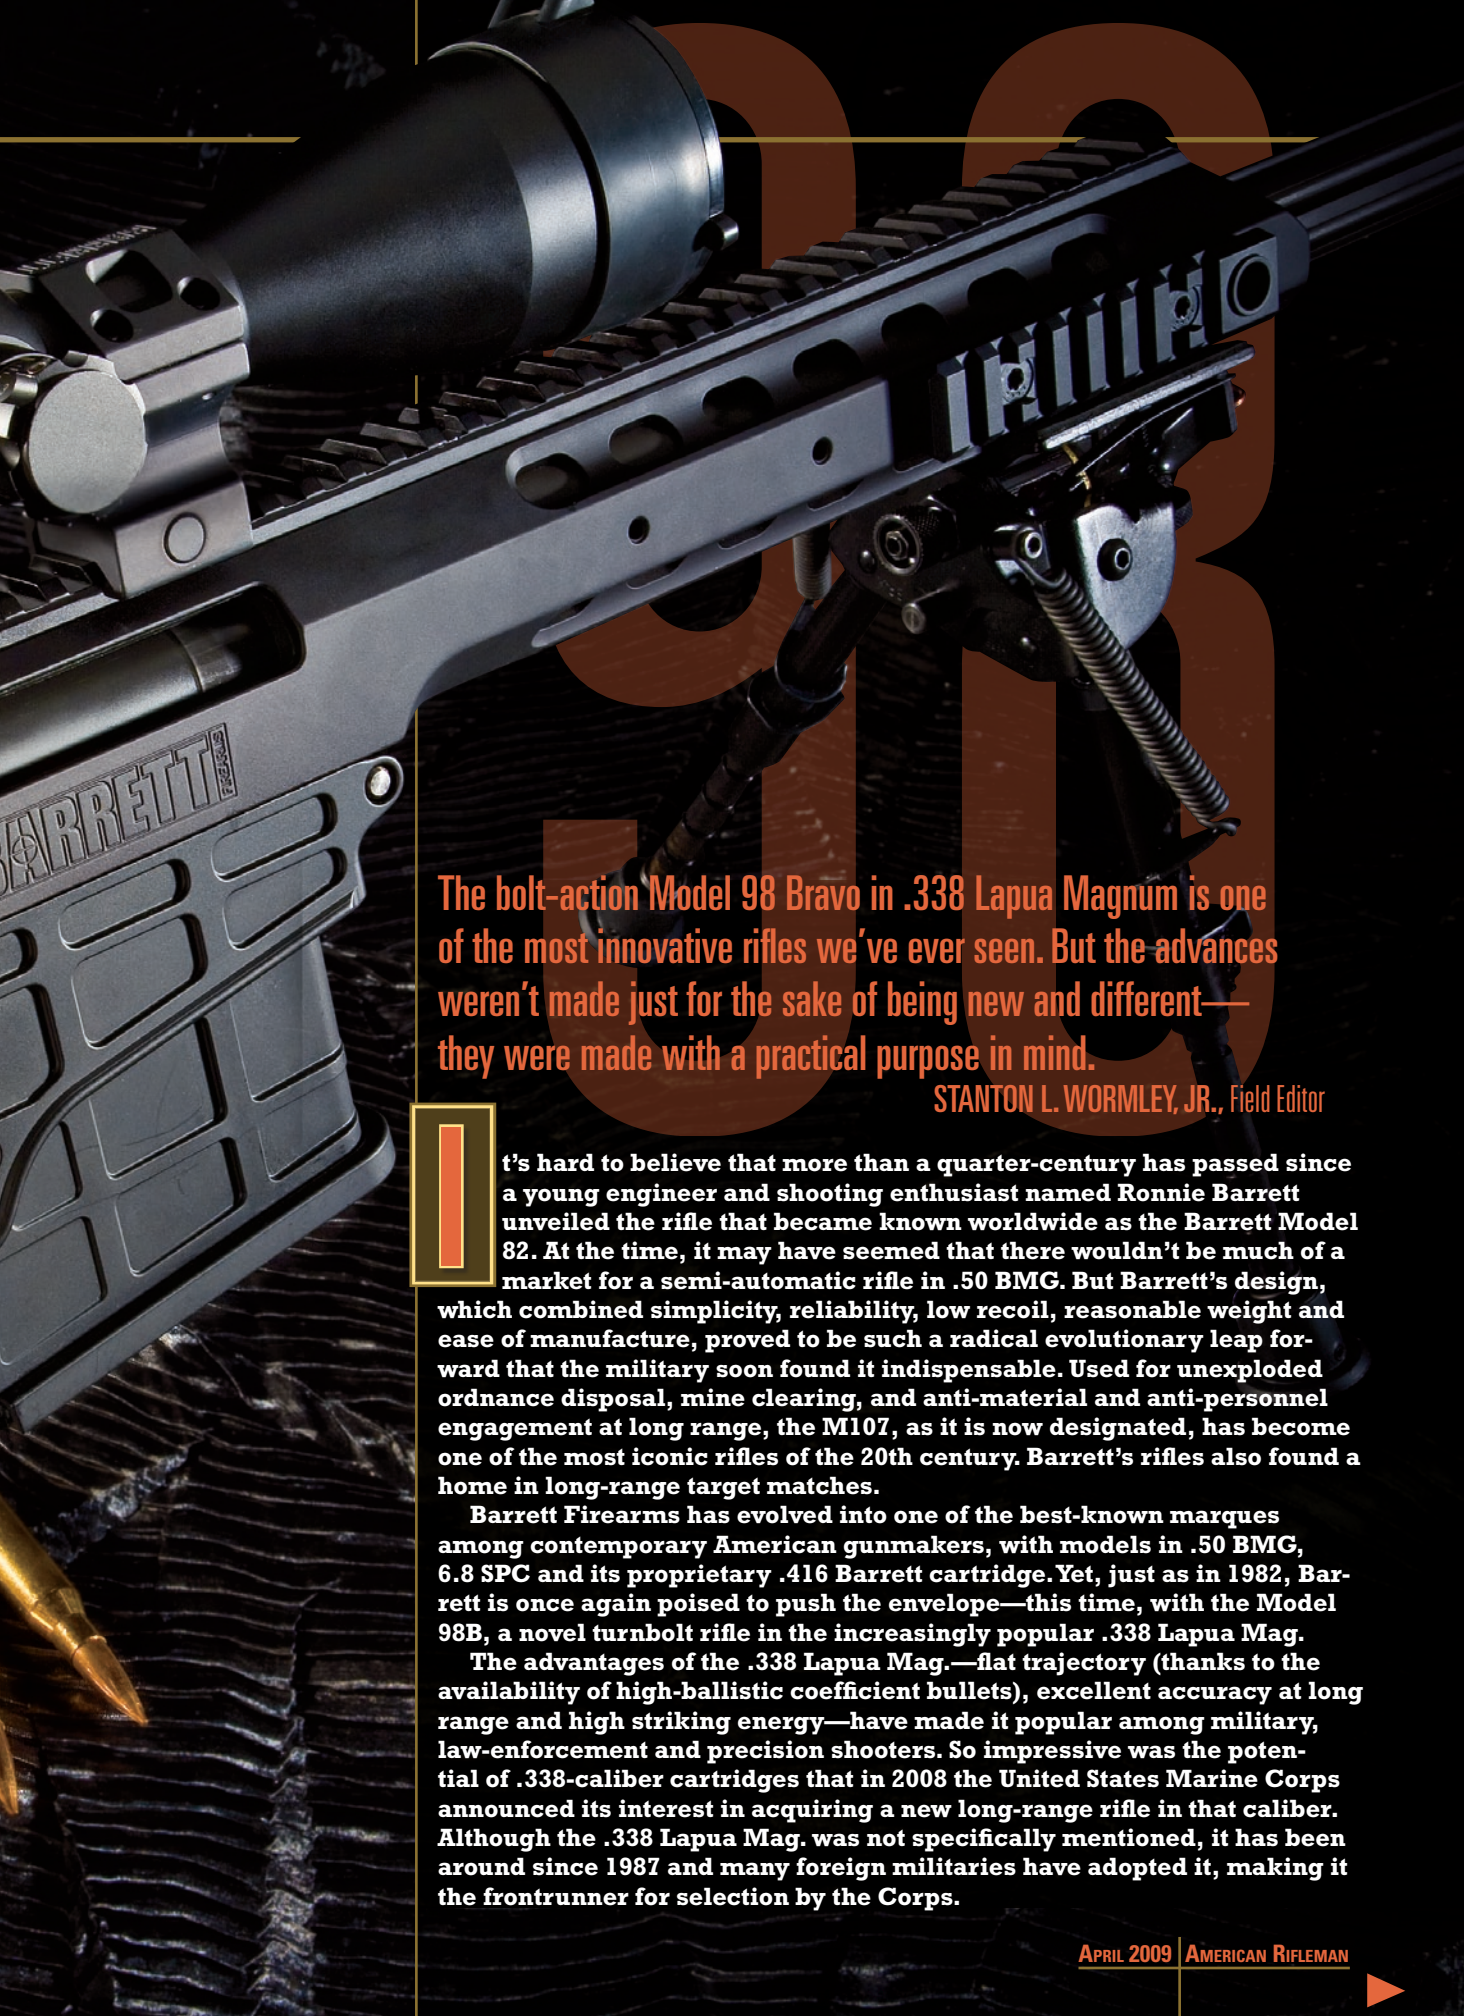 98
BARRETT
FIREARMS
The bolt-action Model 98 Bravo in .338 Lapua Magnum is one
of the most innovative rifles we've ever seen. But the advances
weren't made just for the sake of being new and different—
they were made with a practical purpose in mind.
STANTON L. WORMLEY, JR., Field Editor
It's hard to believe that more than a quarter-century has passed since
a young engineer and shooting enthusiast named Ronnie Barrett
unveiled the rifle that became known worldwide as the Barrett Model
82. At the time, it may have seemed that there wouldn't be much of a
market for a semi-automatic rifle in .50 BMG. But Barrett's design,
which combined simplicity, reliability, low recoil, reasonable weight and
ease of manufacture, proved to be such a radical evolutionary leap for-
ward that the military soon found it indispensable. Used for unexploded
ordnance disposal, mine clearing, and anti-material and anti-personnel
engagement at long range, the M107, as it is now designated, has become
one of the most iconic rifles of the 20th century. Barrett's rifles also found a
home in long-range target matches.
Barrett Firearms has evolved into one of the best-known marques
among contemporary American gunmakers, with models in .50 BMG,
6.8 SPC and its proprietary .416 Barrett cartridge. Yet, just as in 1982, Bar-
rett is once again poised to push the envelope—this time, with the Model
98B, a novel turnbolt rifle in the increasingly popular .338 Lapua Mag.
The advantages of the .338 Lapua Mag.—flat trajectory (thanks to the
availability of high-ballistic coefficient bullets), excellent accuracy at long
range and high striking energy—have made it popular among military,
law-enforcement and precision shooters. So impressive was the poten-
tial of .338-caliber cartridges that in 2008 the United States Marine Corps
announced its interest in acquiring a new long-range rifle in that caliber.
Although the .338 Lapua Mag. was not specifically mentioned, it has been
around since 1987 and many foreign militaries have adopted it, making it
the frontrunner for selection by the Corps.
APRIL 2009 AMERICAN RIFLEMAN